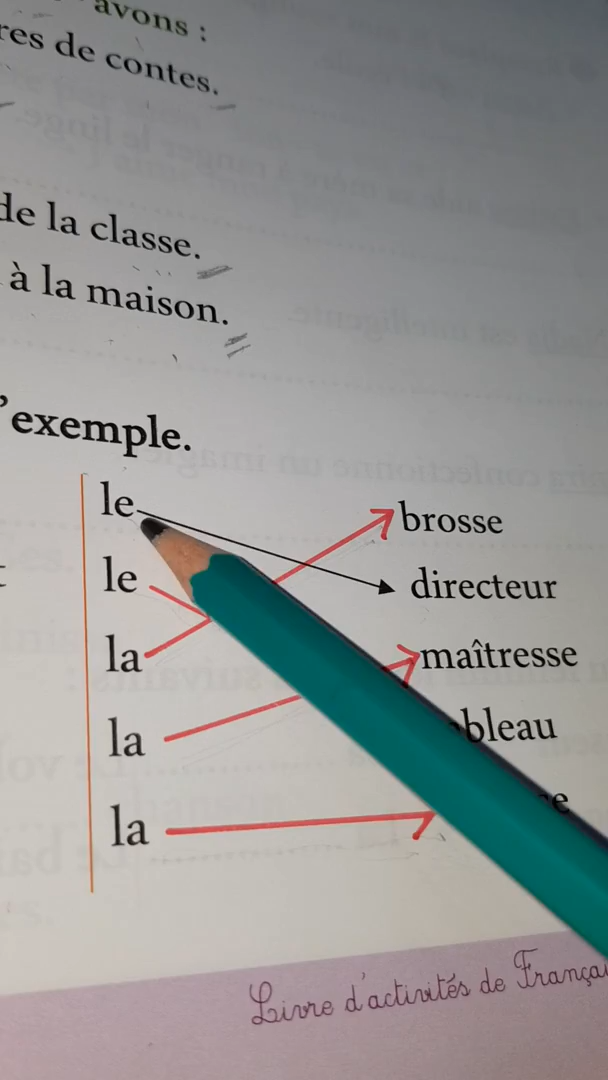 avons :
res de contes.
de la classe.
à la maison.
’exemple.
le brosse
le directeur
la maîtresse
la bleau
la e
Livre d'activités de França